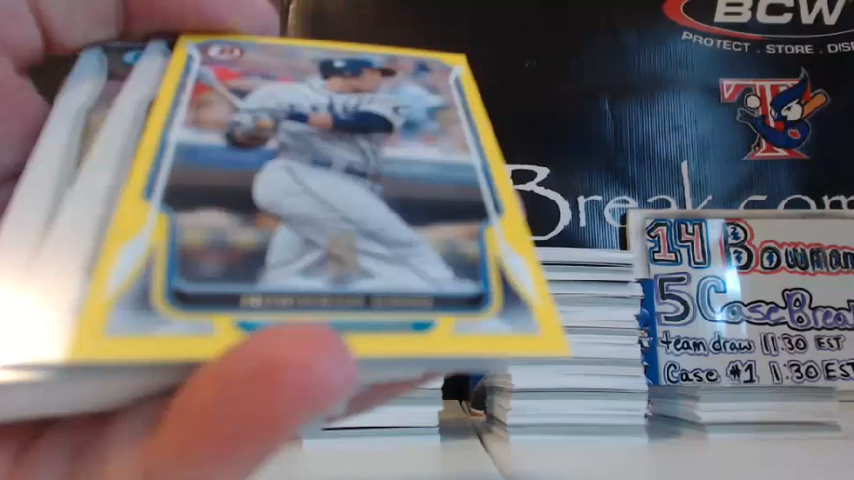 BCW
PROTECT . STORE . DIS
T
Break.com
14 Bowman
5 Case Break
team draw 11:30 EST
Case #1 1:30 EST